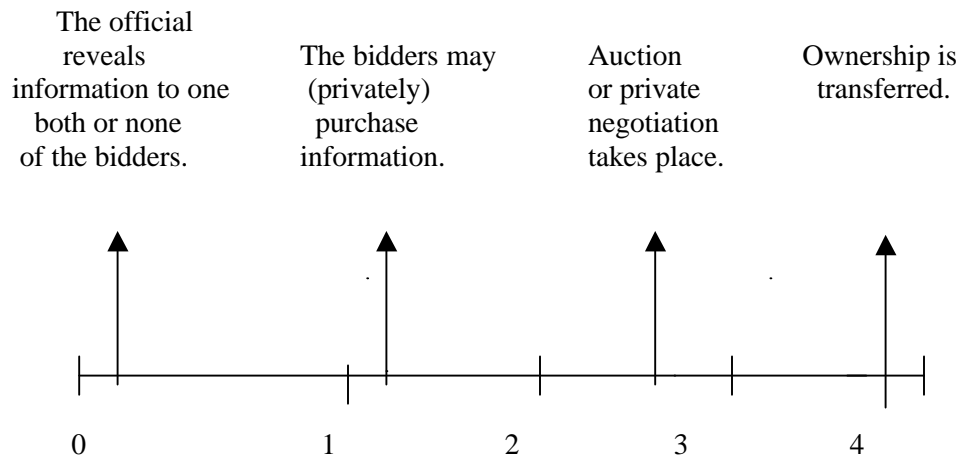 The official
reveals
information to one
both or none
of the bidders.
The bidders may
(privately)
purchase
information.
Auction
or private
negotiation
takes place.
Ownership is
transferred.
0 1 2 3 4